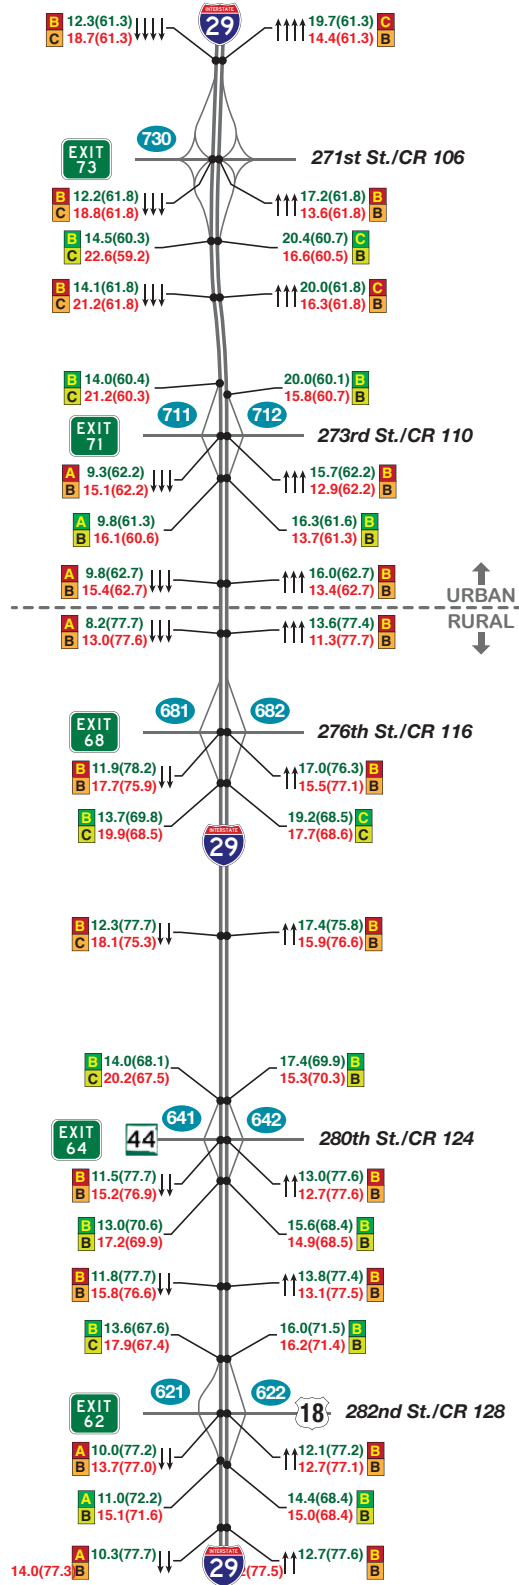 B 12.3(61.3)
C 18.7(61.3)
INTERSTATE
29
19.7(61.3) C
14.4(61.3) B
730
EXIT
73
271st St./CR 106
B 12.2(61.8)
C 18.8(61.8)
17.2(61.8) B
13.6(61.8) B
B 14.5(60.3)
C 22.6(59.2)
20.4(60.7) C
16.6(60.5) B
B 14.1(61.8)
C 21.2(61.8)
20.0(61.8) C
16.3(61.8) B
B 14.0(60.4)
C 21.2(60.3)
20.0(60.1) B
15.8(60.7) B
711
712
EXIT
71
273rd St./CR 110
A 9.3(62.2)
B 15.1(62.2)
15.7(62.2) B
12.9(62.2) B
A 9.8(61.3)
B 16.1(60.6)
16.3(61.6) B
13.7(61.3) B
A 9.8(62.7)
B 15.4(62.7)
16.0(62.7) B
13.4(62.7) B
URBAN
RURAL
A 8.2(77.7)
B 13.0(77.6)
13.6(77.4) B
11.3(77.7) B
681
682
EXIT
68
276th St./CR 116
B 11.9(78.2)
B 17.7(75.9)
17.0(76.3) B
15.5(77.1) B
B 13.7(69.8)
C 19.9(68.5)
19.2(68.5) C
17.7(68.6) C
INTERSTATE
29
B 12.3(77.7)
C 18.1(75.3)
17.4(75.8) B
15.9(76.6) B
B 14.0(68.1)
C 20.2(67.5)
17.4(69.9) B
15.3(70.3) B
641
642
EXIT
64
44
280th St./CR 124
B 11.5(77.7)
B 15.2(76.9)
13.0(77.6) B
12.7(77.6) B
B 13.0(70.6)
B 17.2(69.9)
15.6(68.4) B
14.9(68.5) B
B 11.8(77.7)
B 15.8(76.6)
13.8(77.4) B
13.1(77.5) B
B 13.6(67.6)
C 17.9(67.4)
16.0(71.5) B
16.2(71.4) B
621
622
EXIT
62
18
282nd St./CR 128
A 10.0(77.2)
B 13.7(77.0)
12.1(77.2) B
12.7(77.1) B
A 11.0(72.2)
B 15.1(71.6)
14.4(68.4) B
15.0(68.4) B
A 10.3(77.7)
14.0(77.3) B
INTERSTATE
29
12.7(77.6) B
(77.5) B